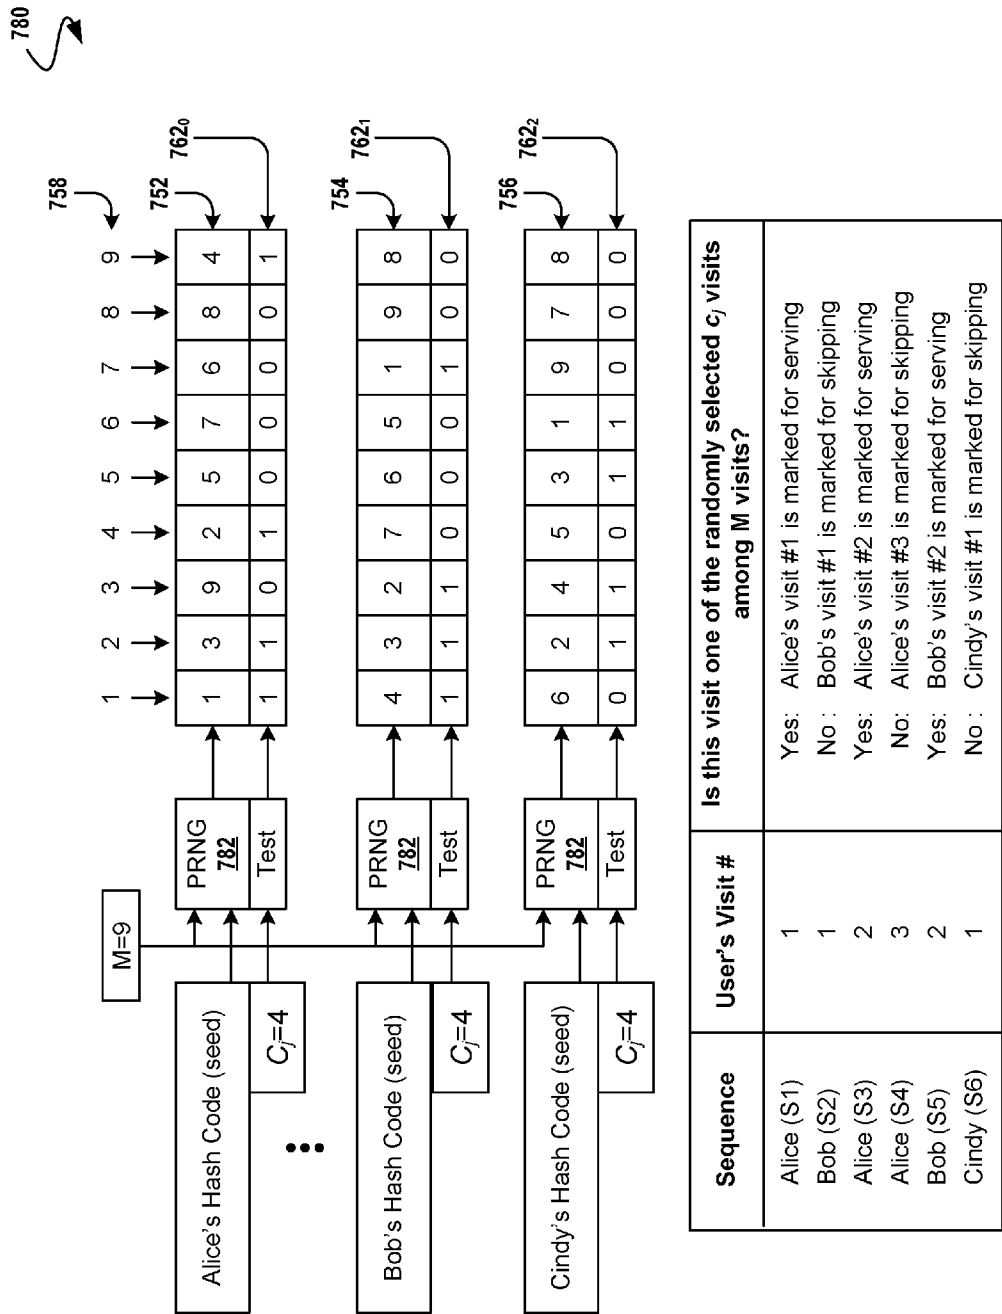 780
758
1 2 3 4 5 6 7 8 9
752
762₀
M=9
Alice's Hash Code (seed)
Cⱼ=4
PRNG
782
Test
1 3 9 2 5 7 6 8 4
1 1 0 1 0 0 0 0 1
754
762₁
Bob's Hash Code (seed)
Cⱼ=4
PRNG
782
Test
4 3 2 7 6 5 1 9 8
1 1 1 0 0 0 1 0 0
756
762₂
Cindy's Hash Code (seed)
Cⱼ=4
PRNG
782
Test
6 2 4 5 3 1 9 7 8
0 1 1 0 1 1 0 0 0
Sequence
User's Visit #
Is this visit one of the randomly selected cⱼ visits
among M visits?
Alice (S1) 1 Yes: Alice's visit #1 is marked for serving
Bob (S2) 1 No : Bob's visit #1 is marked for skipping
Alice (S3) 2 Yes: Alice's visit #2 is marked for serving
Alice (S4) 3 No: Alice's visit #3 is marked for skipping
Bob (S5) 2 Yes: Bob's visit #2 is marked for serving
Cindy (S6) 1 No : Cindy's visit #1 is marked for skipping